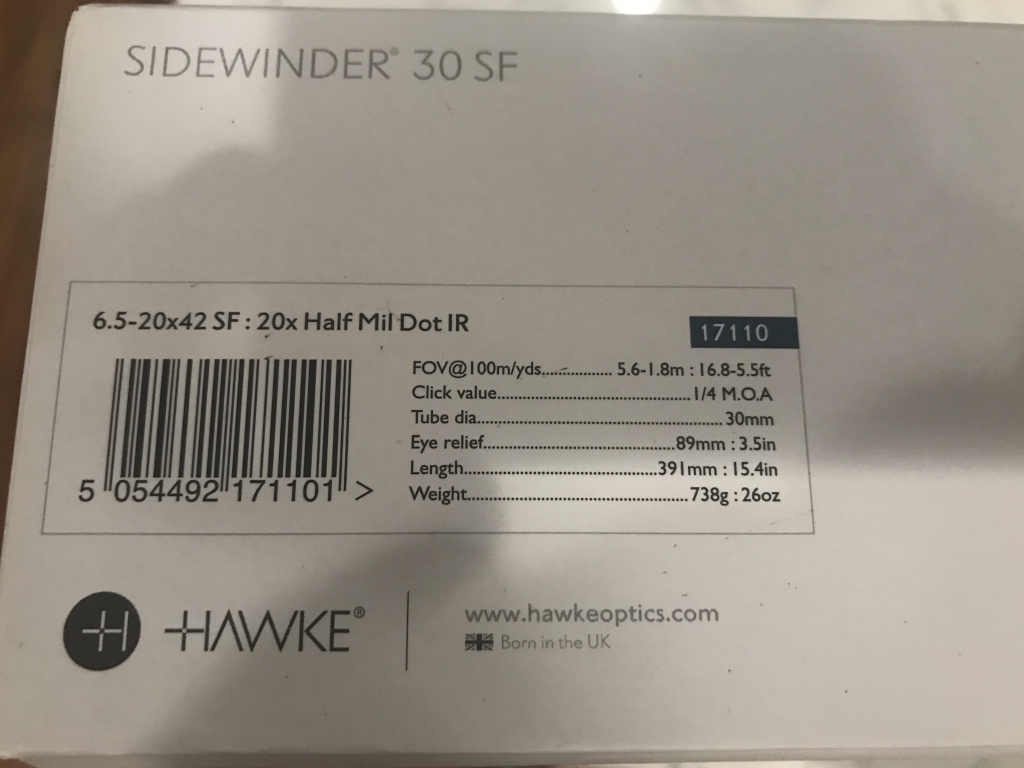 SIDEWINDER® 30 SF
6.5-20x42 SF : 20x Half Mil Dot IR
17110
FOV@100m/yds............... 5.6-1.8m : 16.8-5.5ft
Click value..........................................1/4 M.O.A
Tube dia....................................................30mm
Eye relief.........................................89mm : 3.5in
Length.........................................391mm : 15.4in
Weight...............................................738g : 26oz
5 054492 171101 >
HAWKE®
www.hawkeoptics.com
Born in the UK